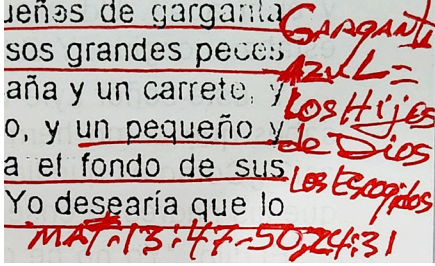 ueños de garganta
sos grandes peces
aña y un carrete, y
o, y un pequeño y
a el fondo de sus
Yo desearía que lo
GARGANTA
AZUL=
Los Hijos
de Dios
Los Escogidos
MAT:13:47-50,24:31